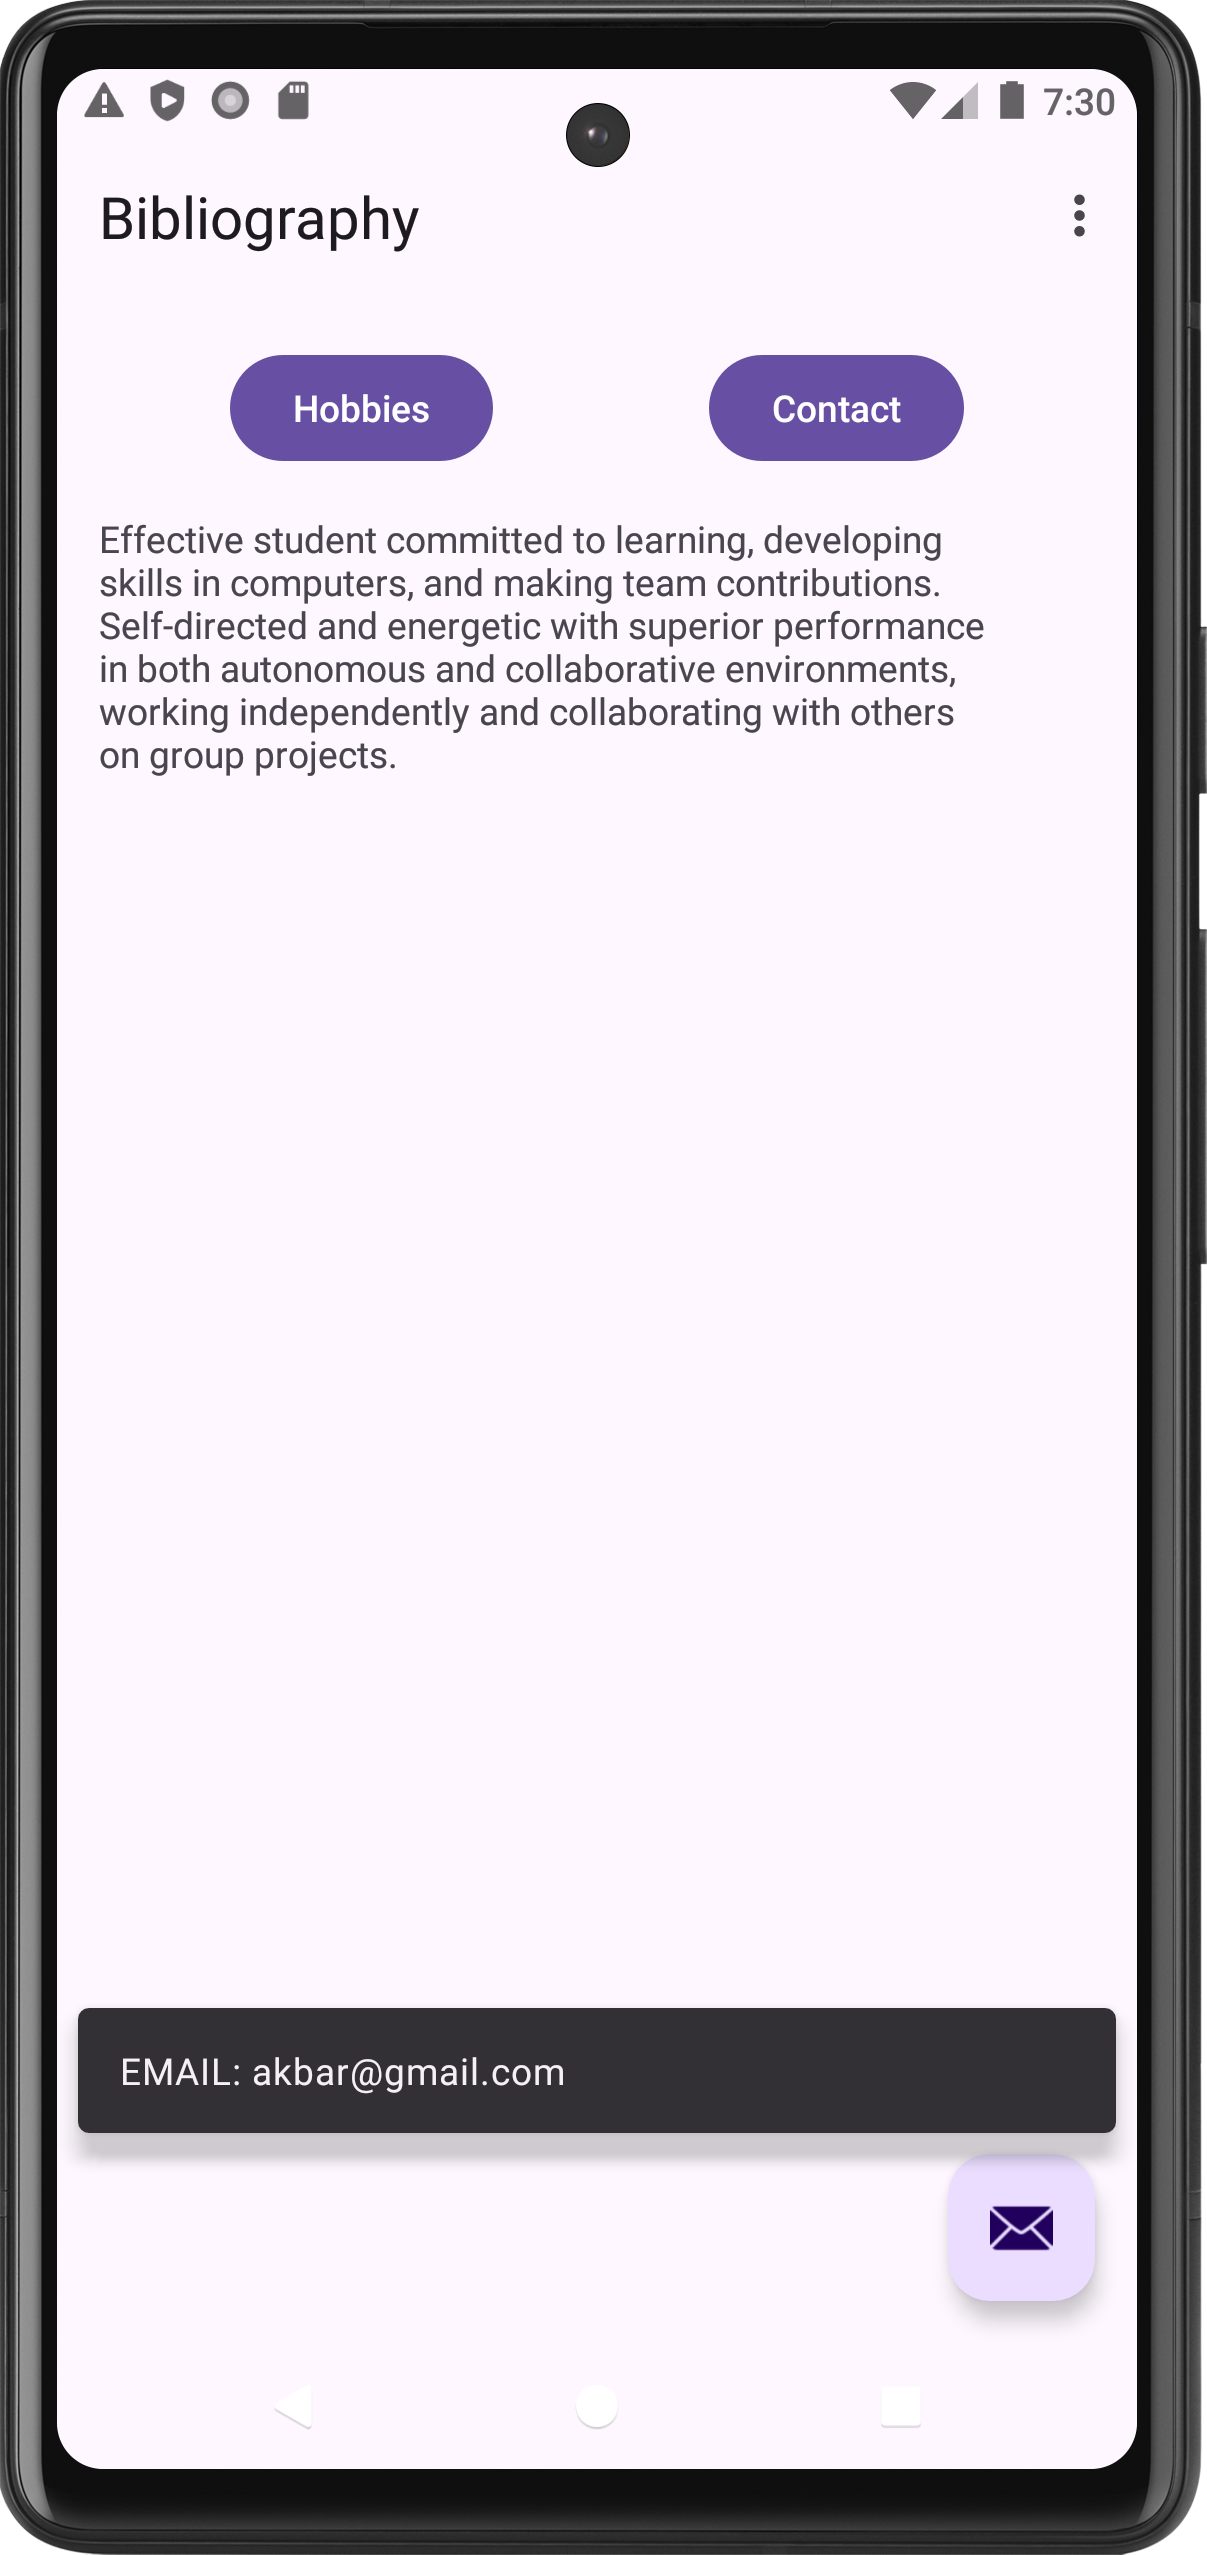 7:30
Bibliography
Hobbies
Contact
Effective student committed to learning, developing
skills in computers, and making team contributions.
Self-directed and energetic with superior performance
in both autonomous and collaborative environments,
working independently and collaborating with others
on group projects.
EMAIL: akbar@gmail.com